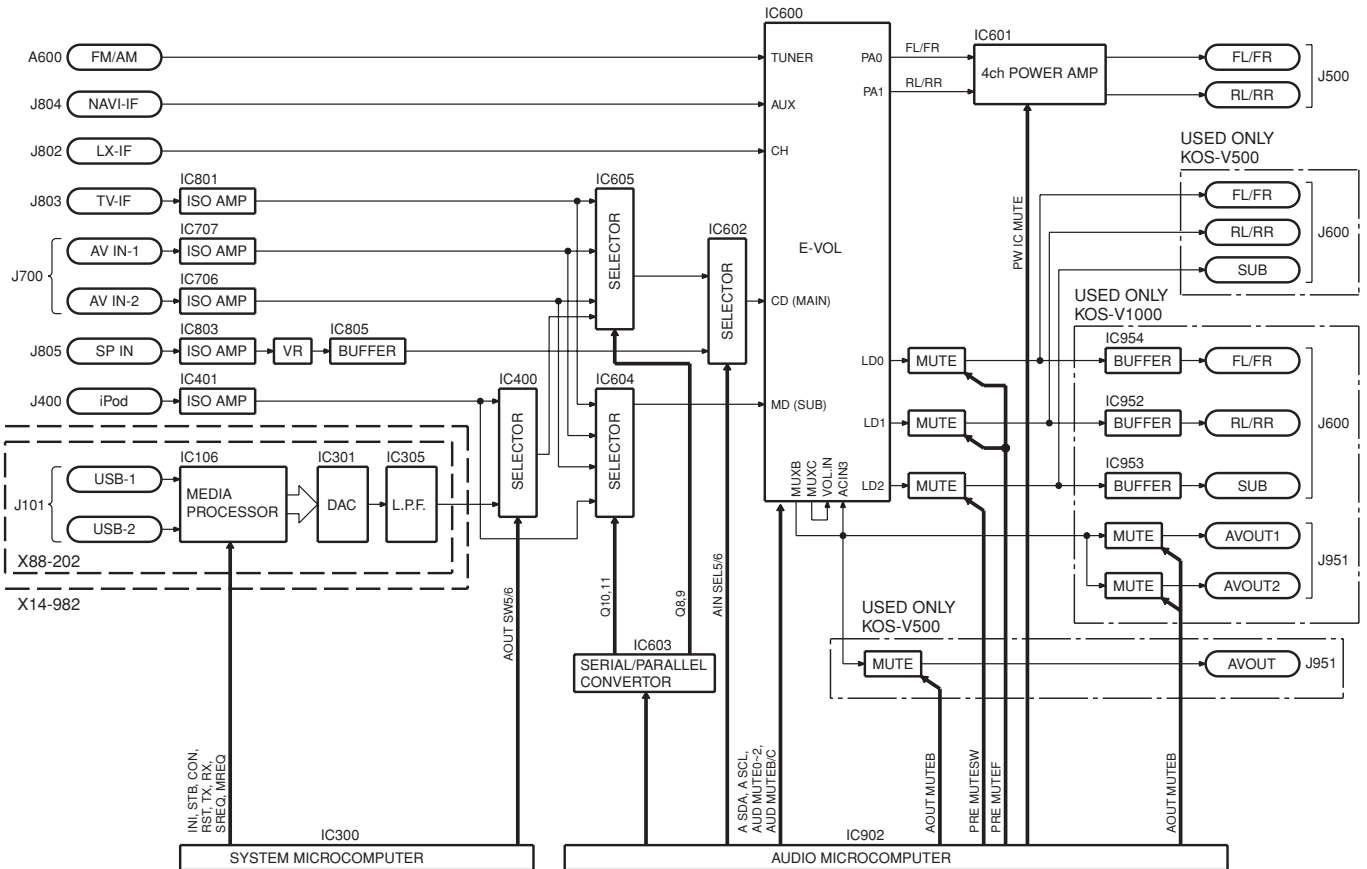 IC600
A600
FM/AM
TUNER
PA0
FL/FR
IC601
4ch POWER AMP
FL/FR
J500
J804
NAVI-IF
AUX
PA1
RL/RR
RL/RR
J802
LX-IF
CH
USED ONLY
KOS-V500
J803
TV-IF
IC801
ISO AMP
IC605
SELECTOR
FL/FR
J600
J700
AV IN-1
IC707
ISO AMP
IC602
SELECTOR
E-VOL
PW IC MUTE
RL/RR
AV IN-2
IC706
ISO AMP
CD (MAIN)
SUB
USED ONLY
KOS-V1000
J805
SP IN
IC803
ISO AMP
VR
IC805
BUFFER
LD0
MUTE
IC954
BUFFER
FL/FR
J600
J400
iPod
IC401
ISO AMP
IC400
SELECTOR
IC604
SELECTOR
MD (SUB)
LD1
MUTE
IC952
BUFFER
RL/RR
J101
USB-1
USB-2
IC106
MEDIA
PROCESSOR
IC301
DAC
IC305
L.P.F.
MUXB
MUXC
VOL.IN
ACIN3
LD2
MUTE
IC953
BUFFER
SUB
X88-202
X14-982
MUTE
AVOUT1
J951
MUTE
AVOUT2
AOUT SW5/6
Q10,11
Q8,9
AIN SEL5/6
USED ONLY
KOS-V500
IC603
SERIAL/PARALLEL
CONVERTOR
MUTE
AVOUT
J951
INI, STB, CON,
RST, TX, RX,
SREQ, MREQ
A SDA, A SCL,
AUD MUTE0~2,
AUD MUTEB/C
AOUT MUTEB
PRE MUTESW
PRE MUTEF
AOUT MUTEB
IC300
SYSTEM MICROCOMPUTER
IC902
AUDIO MICROCOMPUTER